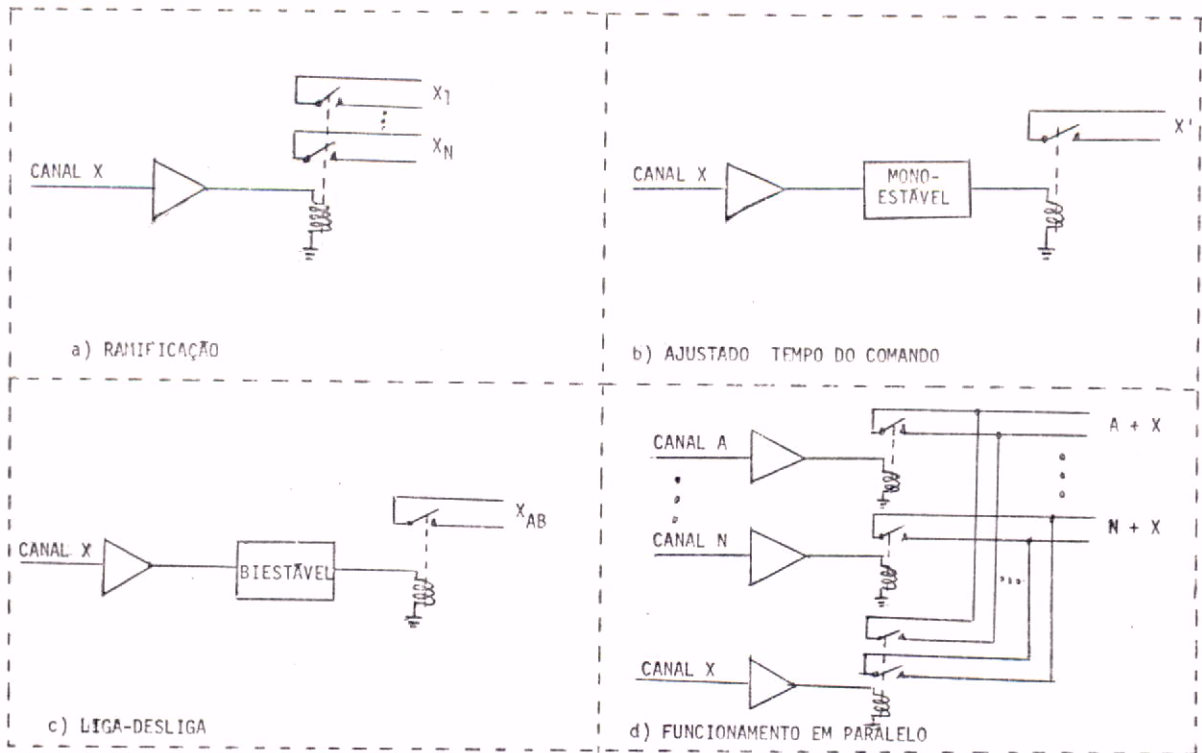 X1
XN
CANAL X
a) RAMIFICAÇÃO
X'
CANAL X
MONO-
ESTÁVEL
b) AJUSTADO TEMPO DO COMANDO
XAB
CANAL X
BIESTÁVEL
c) LIGA-DESLIGA
A + X
CANAL A
N + X
CANAL N
CANAL X
d) FUNCIONAMENTO EM PARALELO